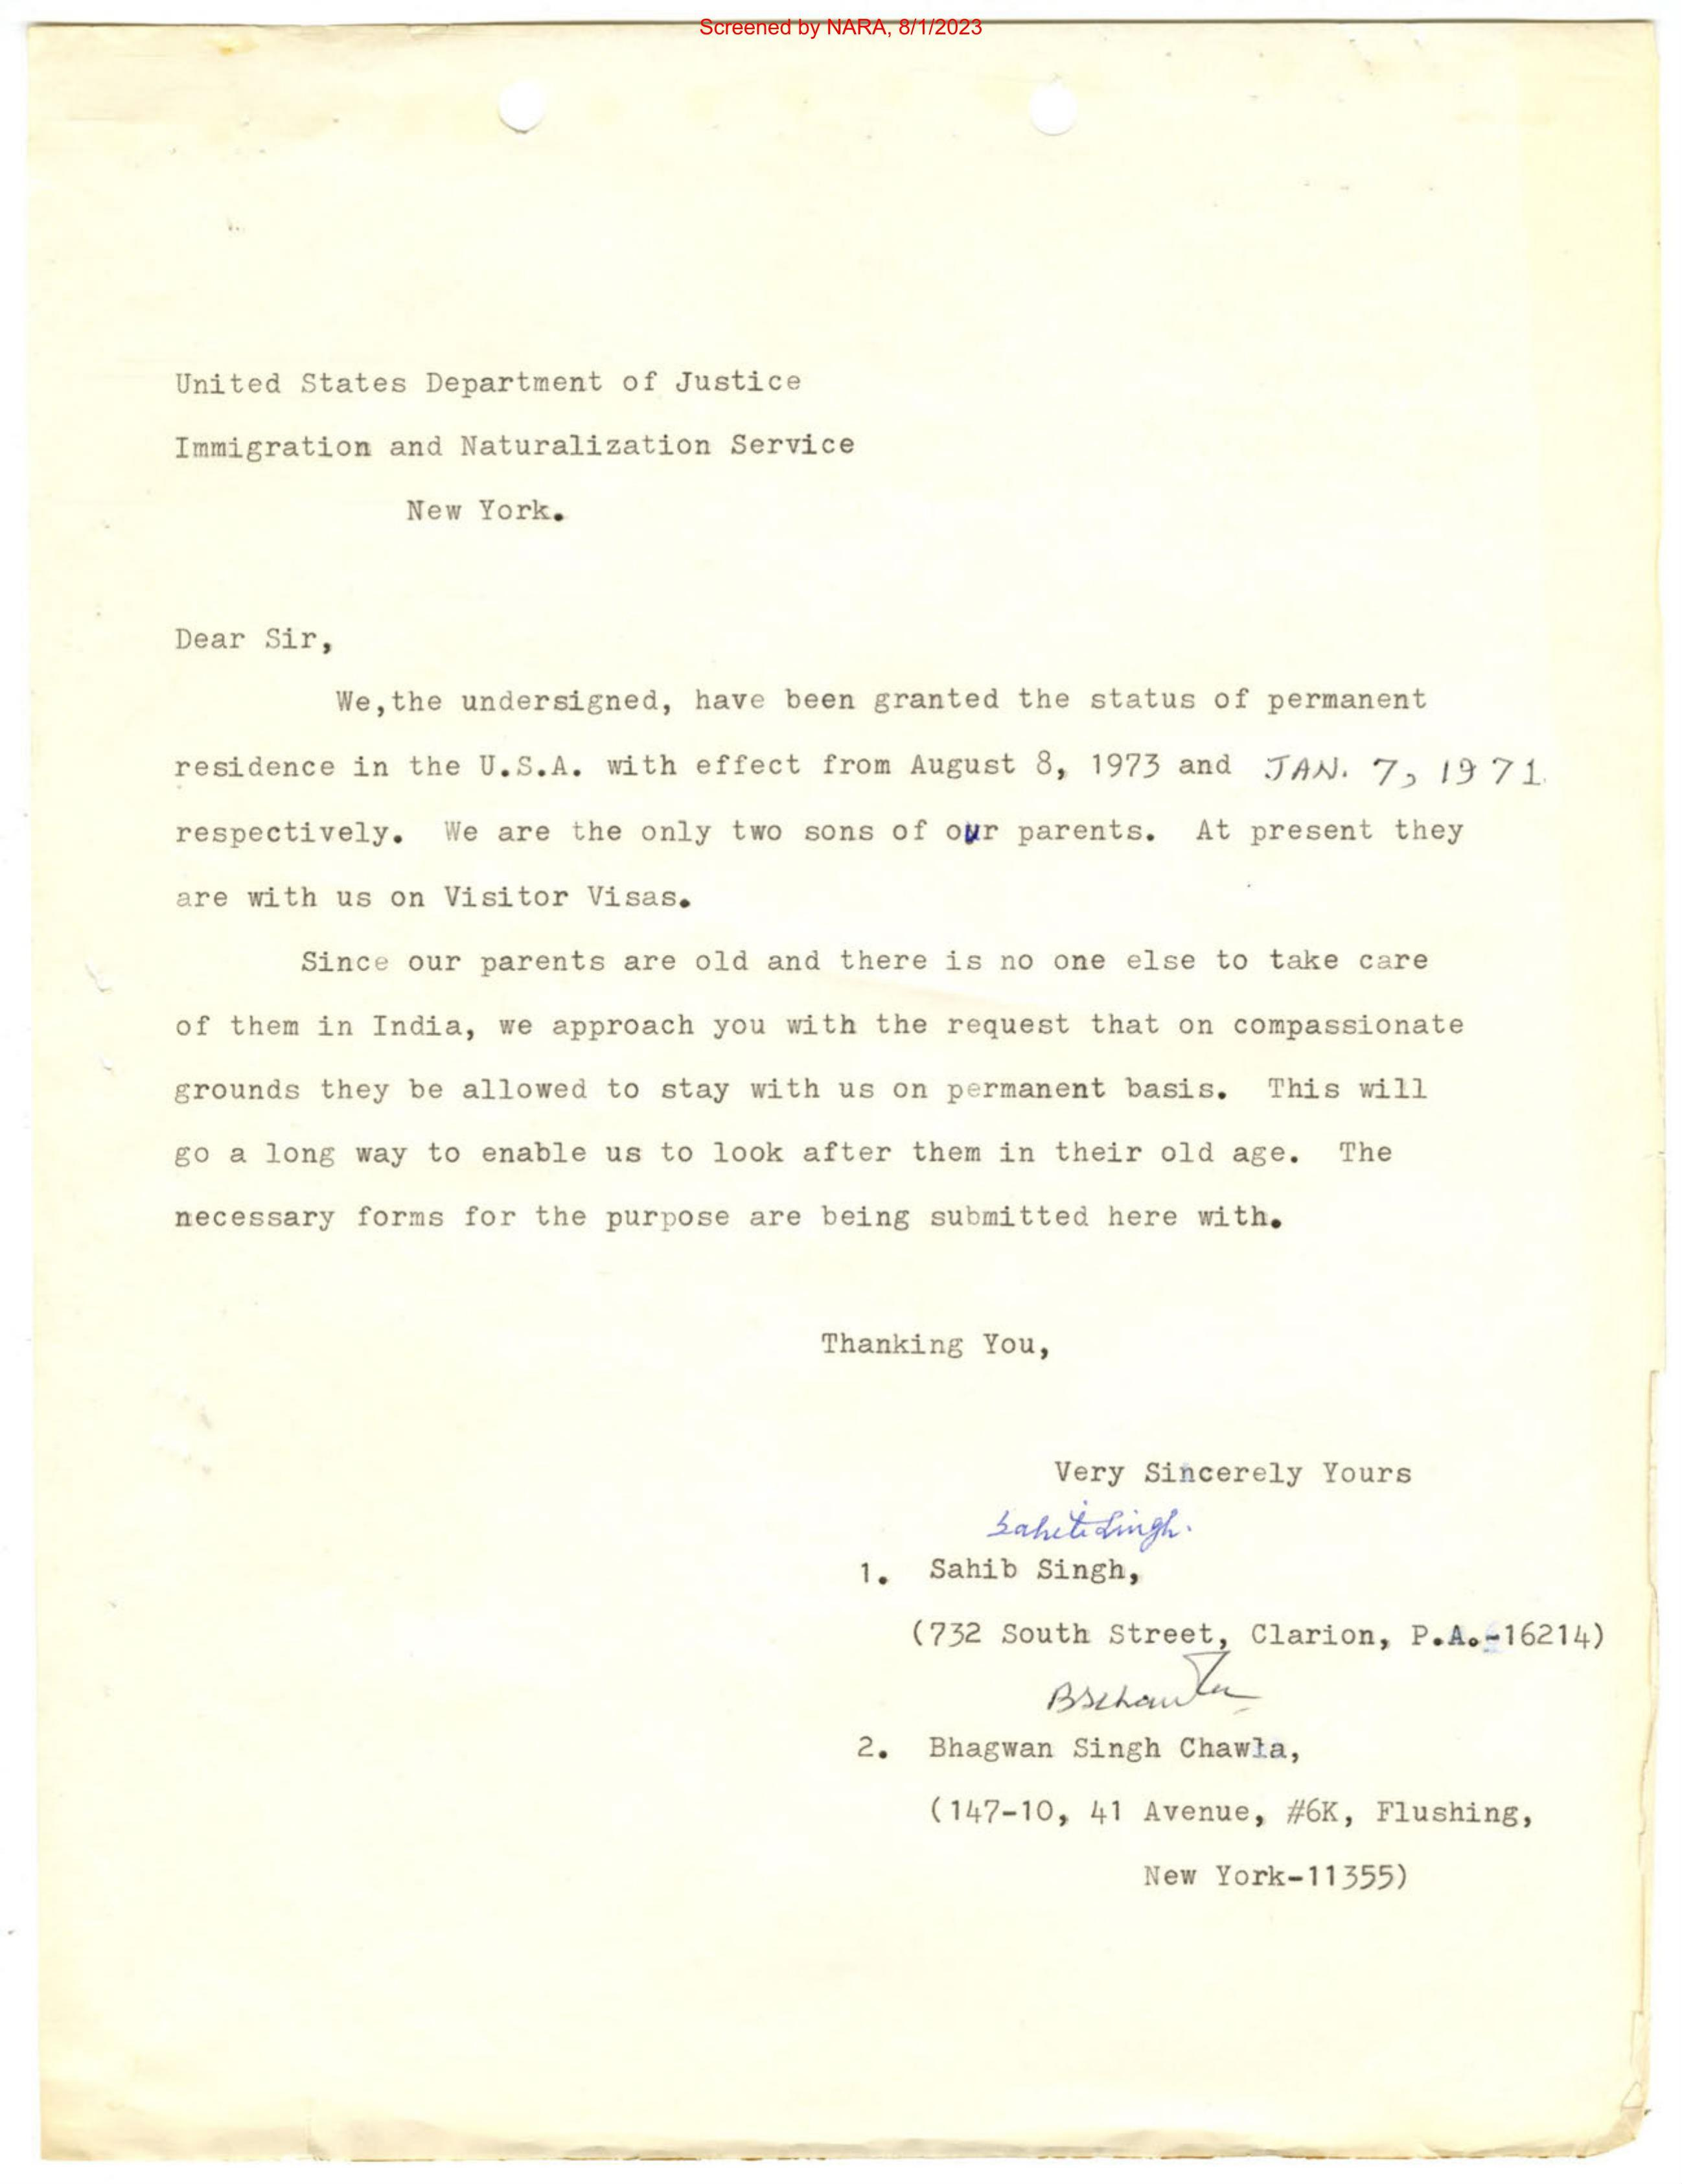 Screened by NARA, 8/1/2023
United States Department of Justice
Immigration and Naturalization Service
New York.
Dear Sir,
We,the undersigned, have been granted the status of permanent
residence in the U.S.A. with effect from August 8, 1973 and JAN. 7, 1971
respectively. We are the only two sons of our parents. At present they
are with us on Visitor Visas.
Since our parents are old and there is no one else to take care
of them in India, we approach you with the request that on compassionate
grounds they be allowed to stay with us on permanent basis. This will
go a long way to enable us to look after them in their old age. The
necessary forms for the purpose are being submitted here with.
Thanking You,
Very Sincerely Yours
Sahib Singh.
1. Sahib Singh,
(732 South Street, Clarion, P.A.-16214)
BSChawla
2. Bhagwan Singh Chawla,
(147-10, 41 Avenue, #6K, Flushing,
New York-11355)